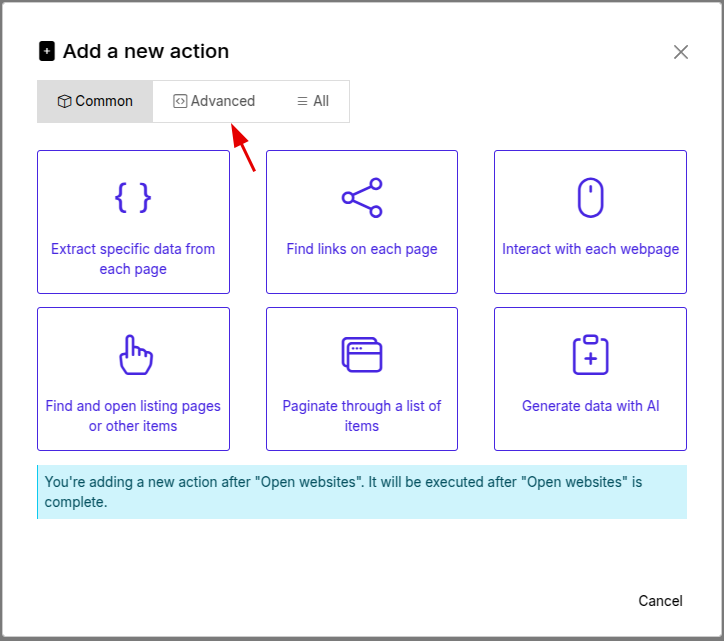 Add a new action
Common
Advanced
All
Extract specific data from
each page
Find links on each page
Interact with each webpage
Find and open listing pages
or other items
Paginate through a list of
items
Generate data with AI
You're adding a new action after "Open websites". It will be executed after "Open websites" is
complete.
Cancel